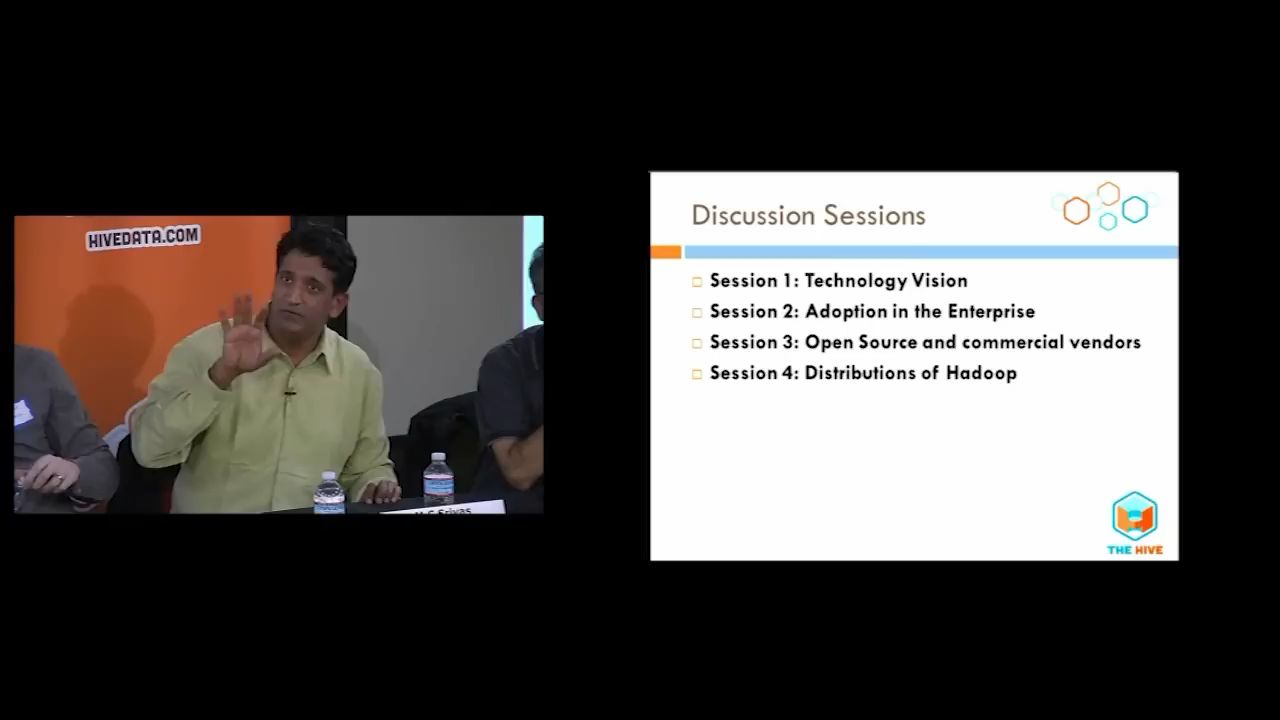 HIVEDATA.COM
M C Srivas
Discussion Sessions
Session 1: Technology Vision
Session 2: Adoption in the Enterprise
Session 3: Open Source and commercial vendors
Session 4: Distributions of Hadoop
THE HIVE